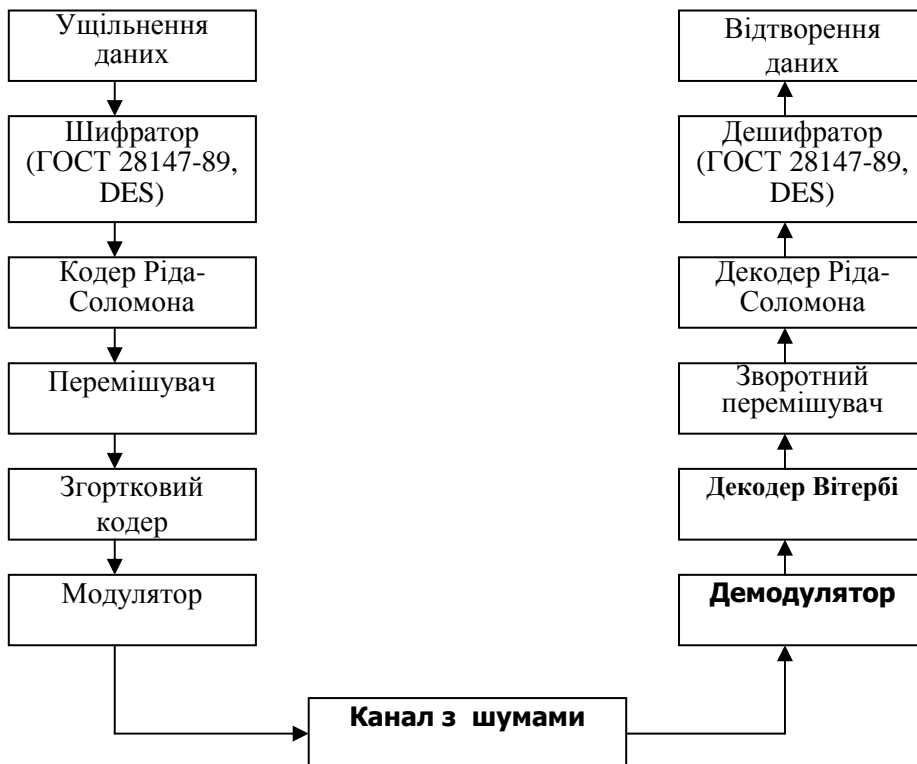 Ущільнення
даних
Шифратор
(ГОСТ 28147-89,
DES)
Кодер Ріда-
Соломона
Перемішувач
Згортковий
кодер
Модулятор
Канал з шумами
Демодулятор
Декодер Вітербі
Зворотний
перемішувач
Декодер Ріда-
Соломона
Дешифратор
(ГОСТ 28147-89,
DES)
Відтворення
даних